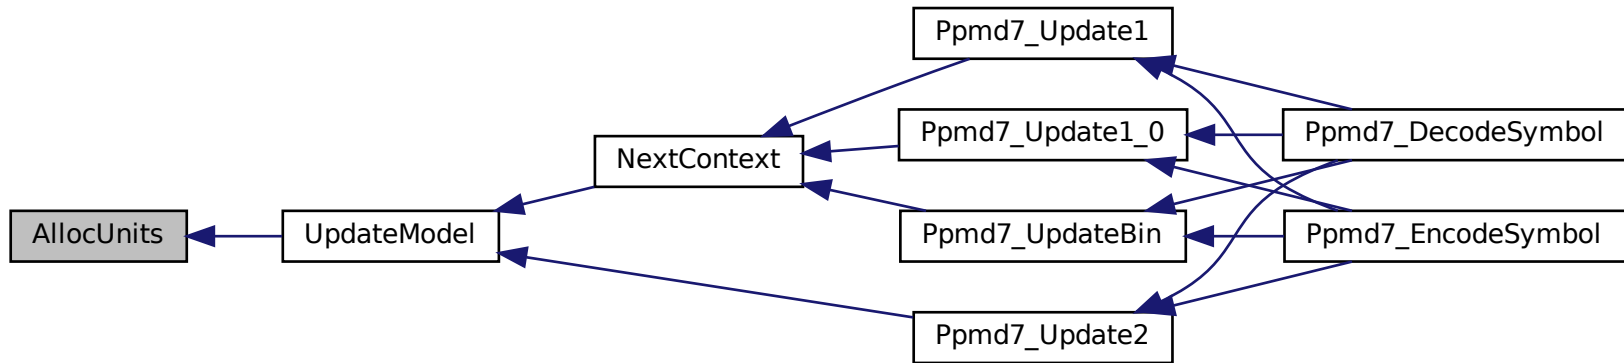 AllocUnits
UpdateModel
NextContext
Ppmd7_Update1
Ppmd7_Update1_0
Ppmd7_UpdateBin
Ppmd7_Update2
Ppmd7_DecodeSymbol
Ppmd7_EncodeSymbol